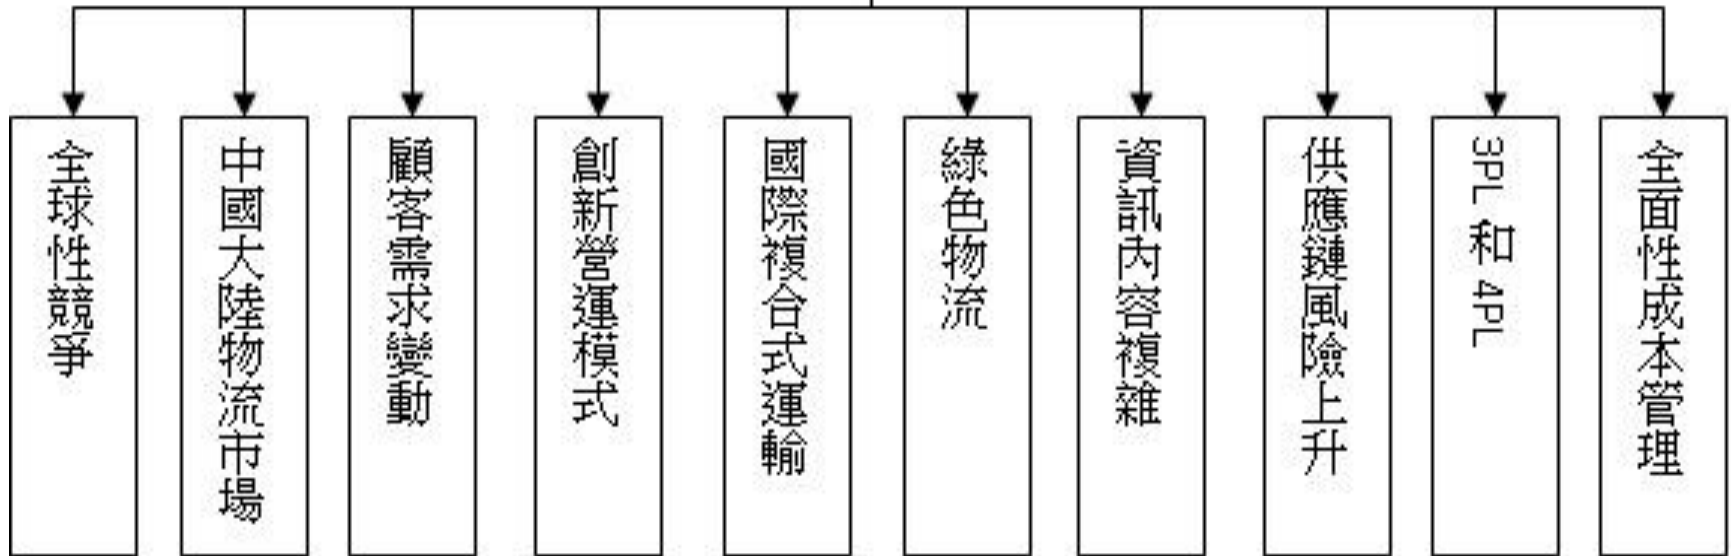 全球性競爭
中國大陸物流市場
顧客需求變動
創新營運模式
國際複合式運輸
綠色物流
資訊內容複雜
供應鏈風險上升
3PL 和 4PL
全面性成本管理